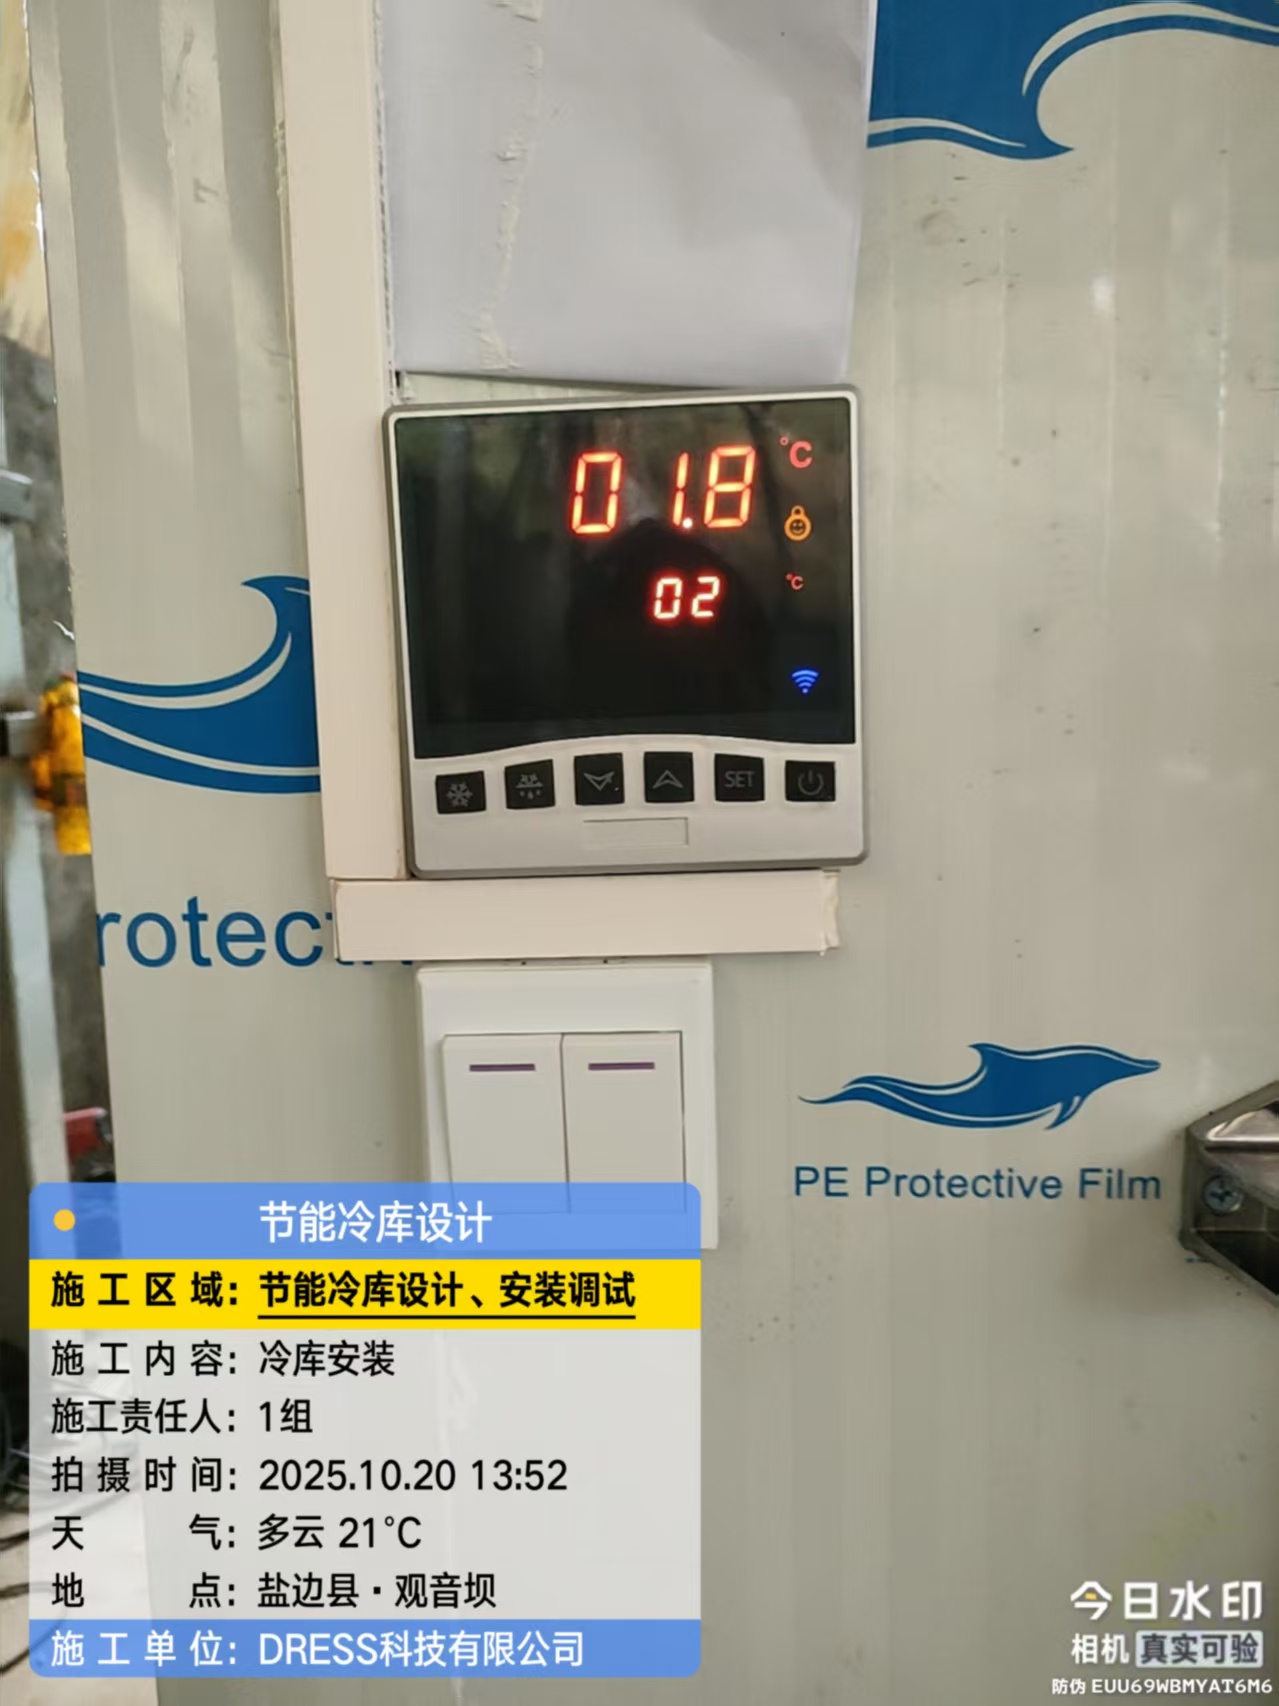 01.8 °C
02 °C
SET
rotectiv
PE Protective Film
节能冷库设计
施工区域：节能冷库设计、安装调试
施工内容：冷库安装
施工责任人：1组
拍摄时间：2025.10.20 13:52
天气：多云 21°C
地点：盐边县·观音坝
施工单位：DRESS科技有限公司
今日水印
相机 真实可验
防伪 EUU69WBMYAT6M6